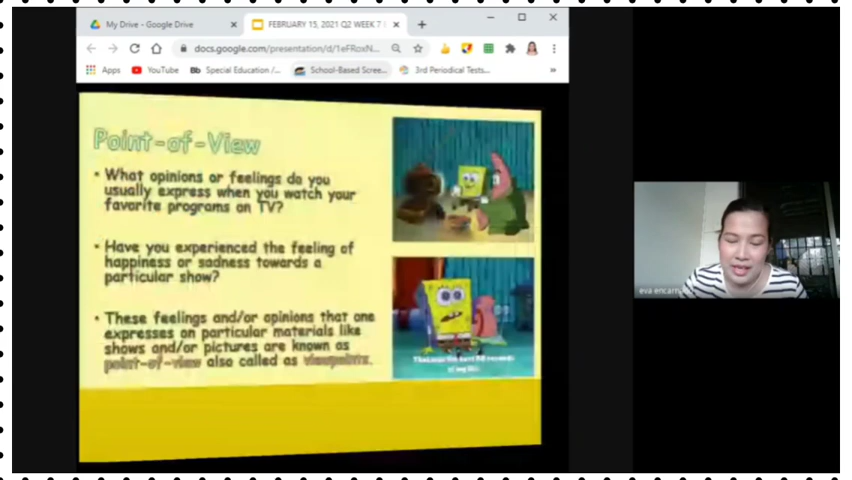 My Drive - Google Drive
FEBRUARY 15, 2021 Q2 WEEK 7
docs.google.com/presentation/d/1eFRoxN...
Apps
YouTube
Bb
Special Education /...
School-Based Scree...
3rd Periodical Tests...
»
Point-of-View
• What opinions or feelings do you
usually express when you watch your
favorite programs on TV?
• Have you experienced the feeling of
happiness or sadness towards a
particular show?
• These feelings and/or opinions that one
expresses on particular materials like
shows and/or pictures are known as
point-of-view also called as viewpoints.
eva encarn